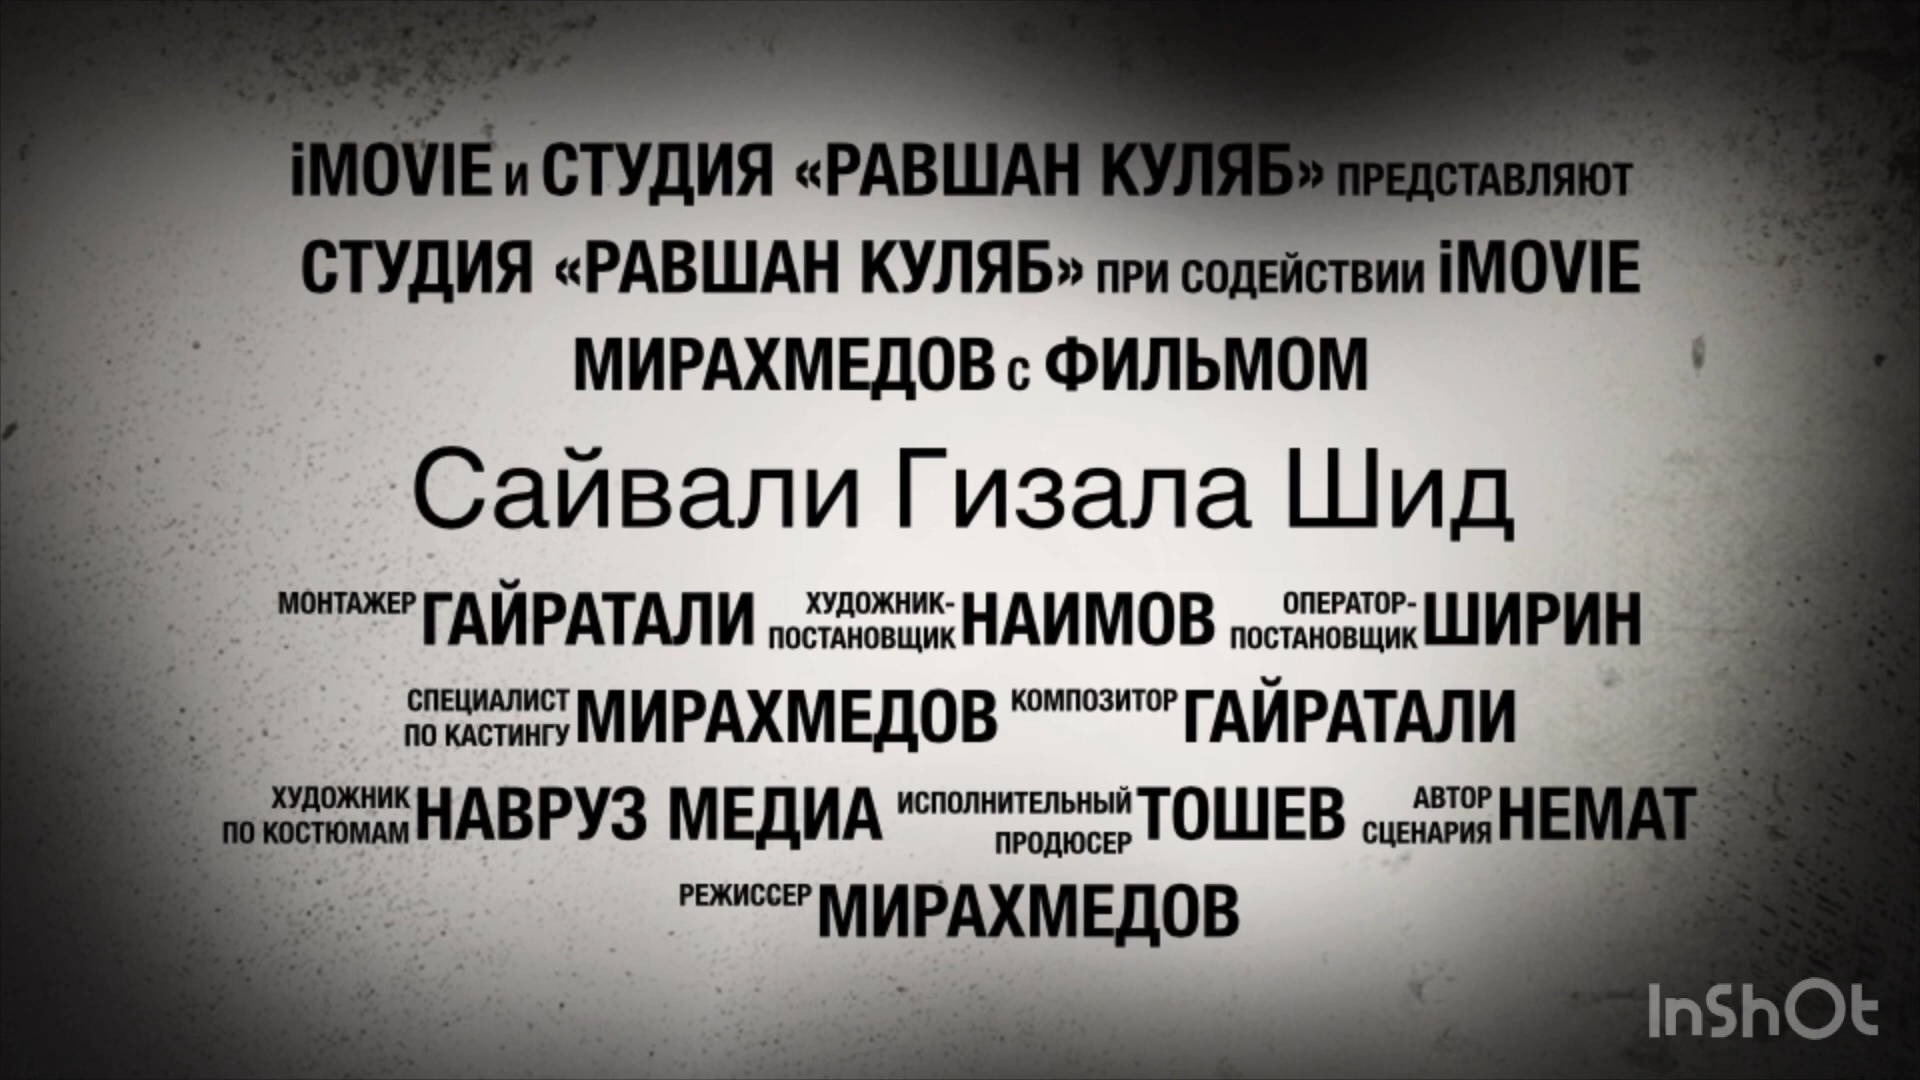 iMOVIE и СТУДИЯ «РАВШАН КУЛЯБ» ПРЕДСТАВЛЯЮТ
СТУДИЯ «РАВШАН КУЛЯБ» ПРИ СОДЕЙСТВИИ iMOVIE
МИРАХМЕДОВ С ФИЛЬМОМ
Сайвали Гизала Шид
МОНТАЖЕР ГАЙРАТАЛИ ХУДОЖНИК-ПОСТАНОВЩИК НАИМОВ ОПЕРАТОР-ПОСТАНОВЩИК ШИРИН
СПЕЦИАЛИСТ ПО КАСТИНГУ МИРАХМЕДОВ КОМПОЗИТОР ГАЙРАТАЛИ
ХУДОЖНИК ПО КОСТЮМАМ НАВРУЗ МЕДИА ИСПОЛНИТЕЛЬНЫЙ ПРОДЮСЕР ТОШЕВ АВТОР СЦЕНАРИЯ НЕМАТ
РЕЖИССЕР МИРАХМЕДОВ
InShOt